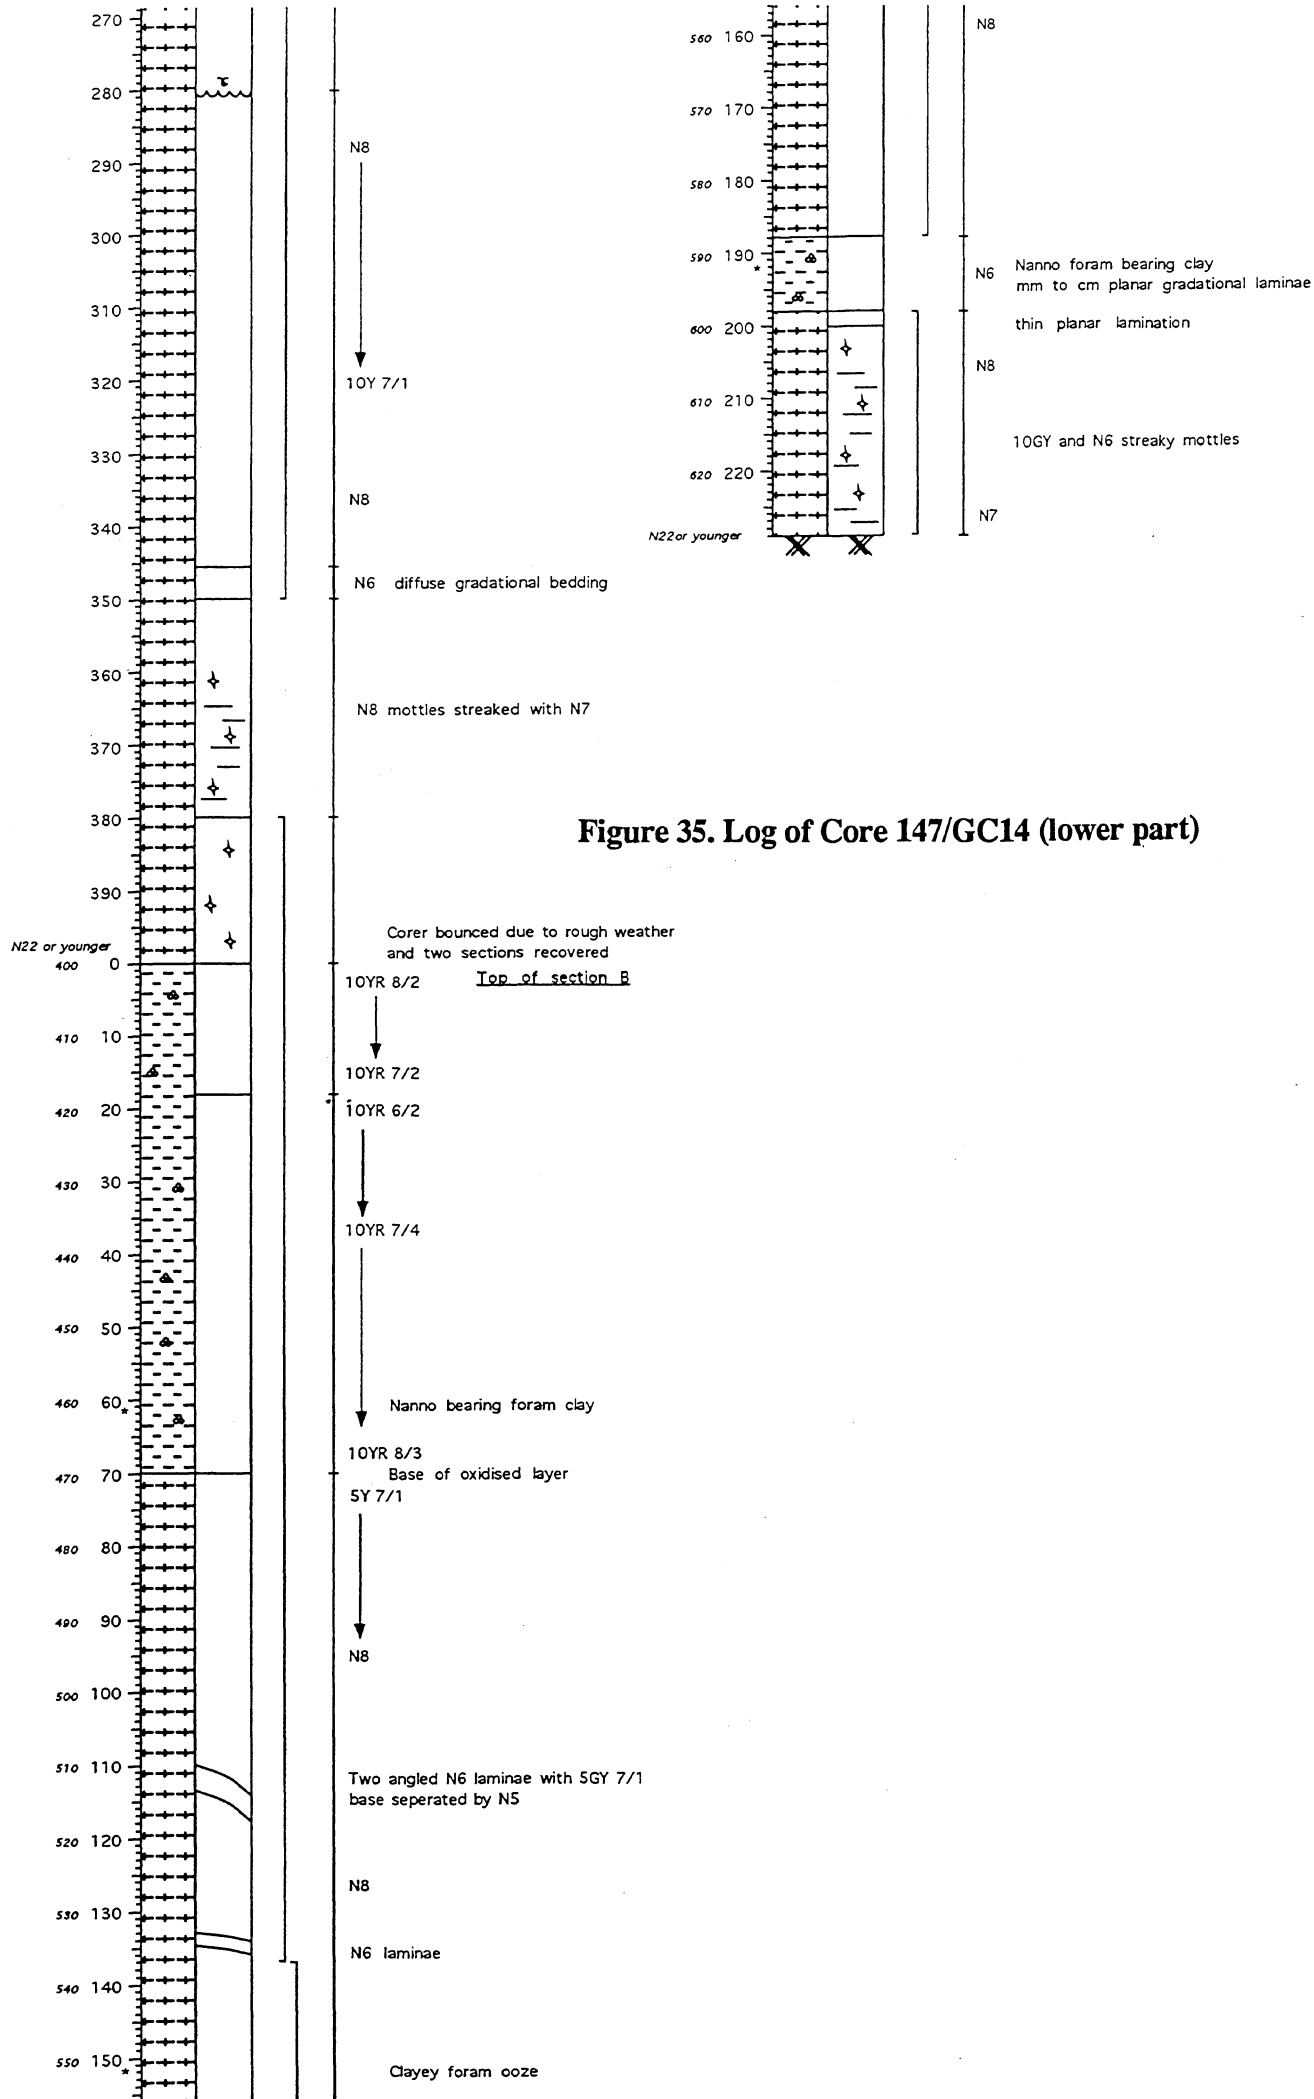 270
280
290
N8
300
310
320
10Y 7/1
330
N8
340
N6 diffuse gradational bedding
350
360
N8 mottles streaked with N7
370
380
390
Corer bounced due to rough weather
and two sections recovered
N22 or younger
400 0
10YR 8/2 Top of section B
410 10
10YR 7/2
420 20
10YR 6/2
430 30
10YR 7/4
440 40
450 50
460 60
*
Nanno bearing foram clay
10YR 8/3
470 70
Base of oxidised layer
5Y 7/1
480 80
490 90
N8
500 100
510 110
Two angled N6 laminae with 5GY 7/1
base seperated by N5
520 120
N8
530 130
N6 laminae
540 140
550 150
*
Clayey foram ooze
N8
560 160
570 170
580 180
590 190
*
N6 Nanno foram bearing clay
mm to cm planar gradational laminae
600 200
thin planar lamination
N8
610 210
10GY and N6 streaky mottles
620 220
N7
N22 or younger
Figure 35. Log of Core 147/GC14 (lower part)